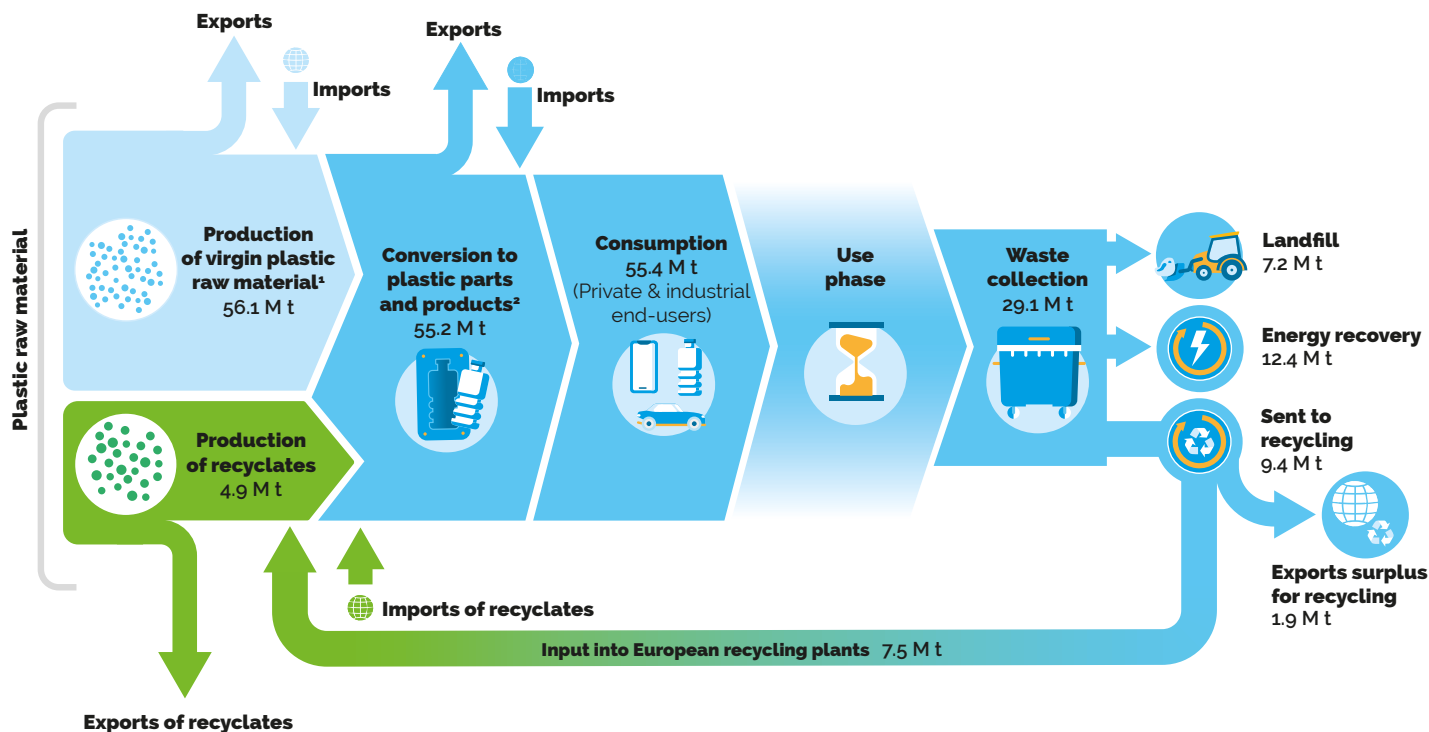 Exports
Imports
Exports
Imports
Plastic raw material
Production
of virgin plastic
raw material¹
56.1 M t
Conversion to
plastic parts
and products²
55.2 M t
Consumption
55.4 M t
(Private & industrial
end-users)
Use
phase
Waste
collection
29.1 M t
Landfill
7.2 M t
Energy recovery
12.4 M t
Sent to
recycling
9.4 M t
Exports surplus
for recycling
1.9 M t
Production
of recyclates
4.9 M t
Imports of recyclates
Input into European recycling plants 7.5 M t
Exports of recyclates